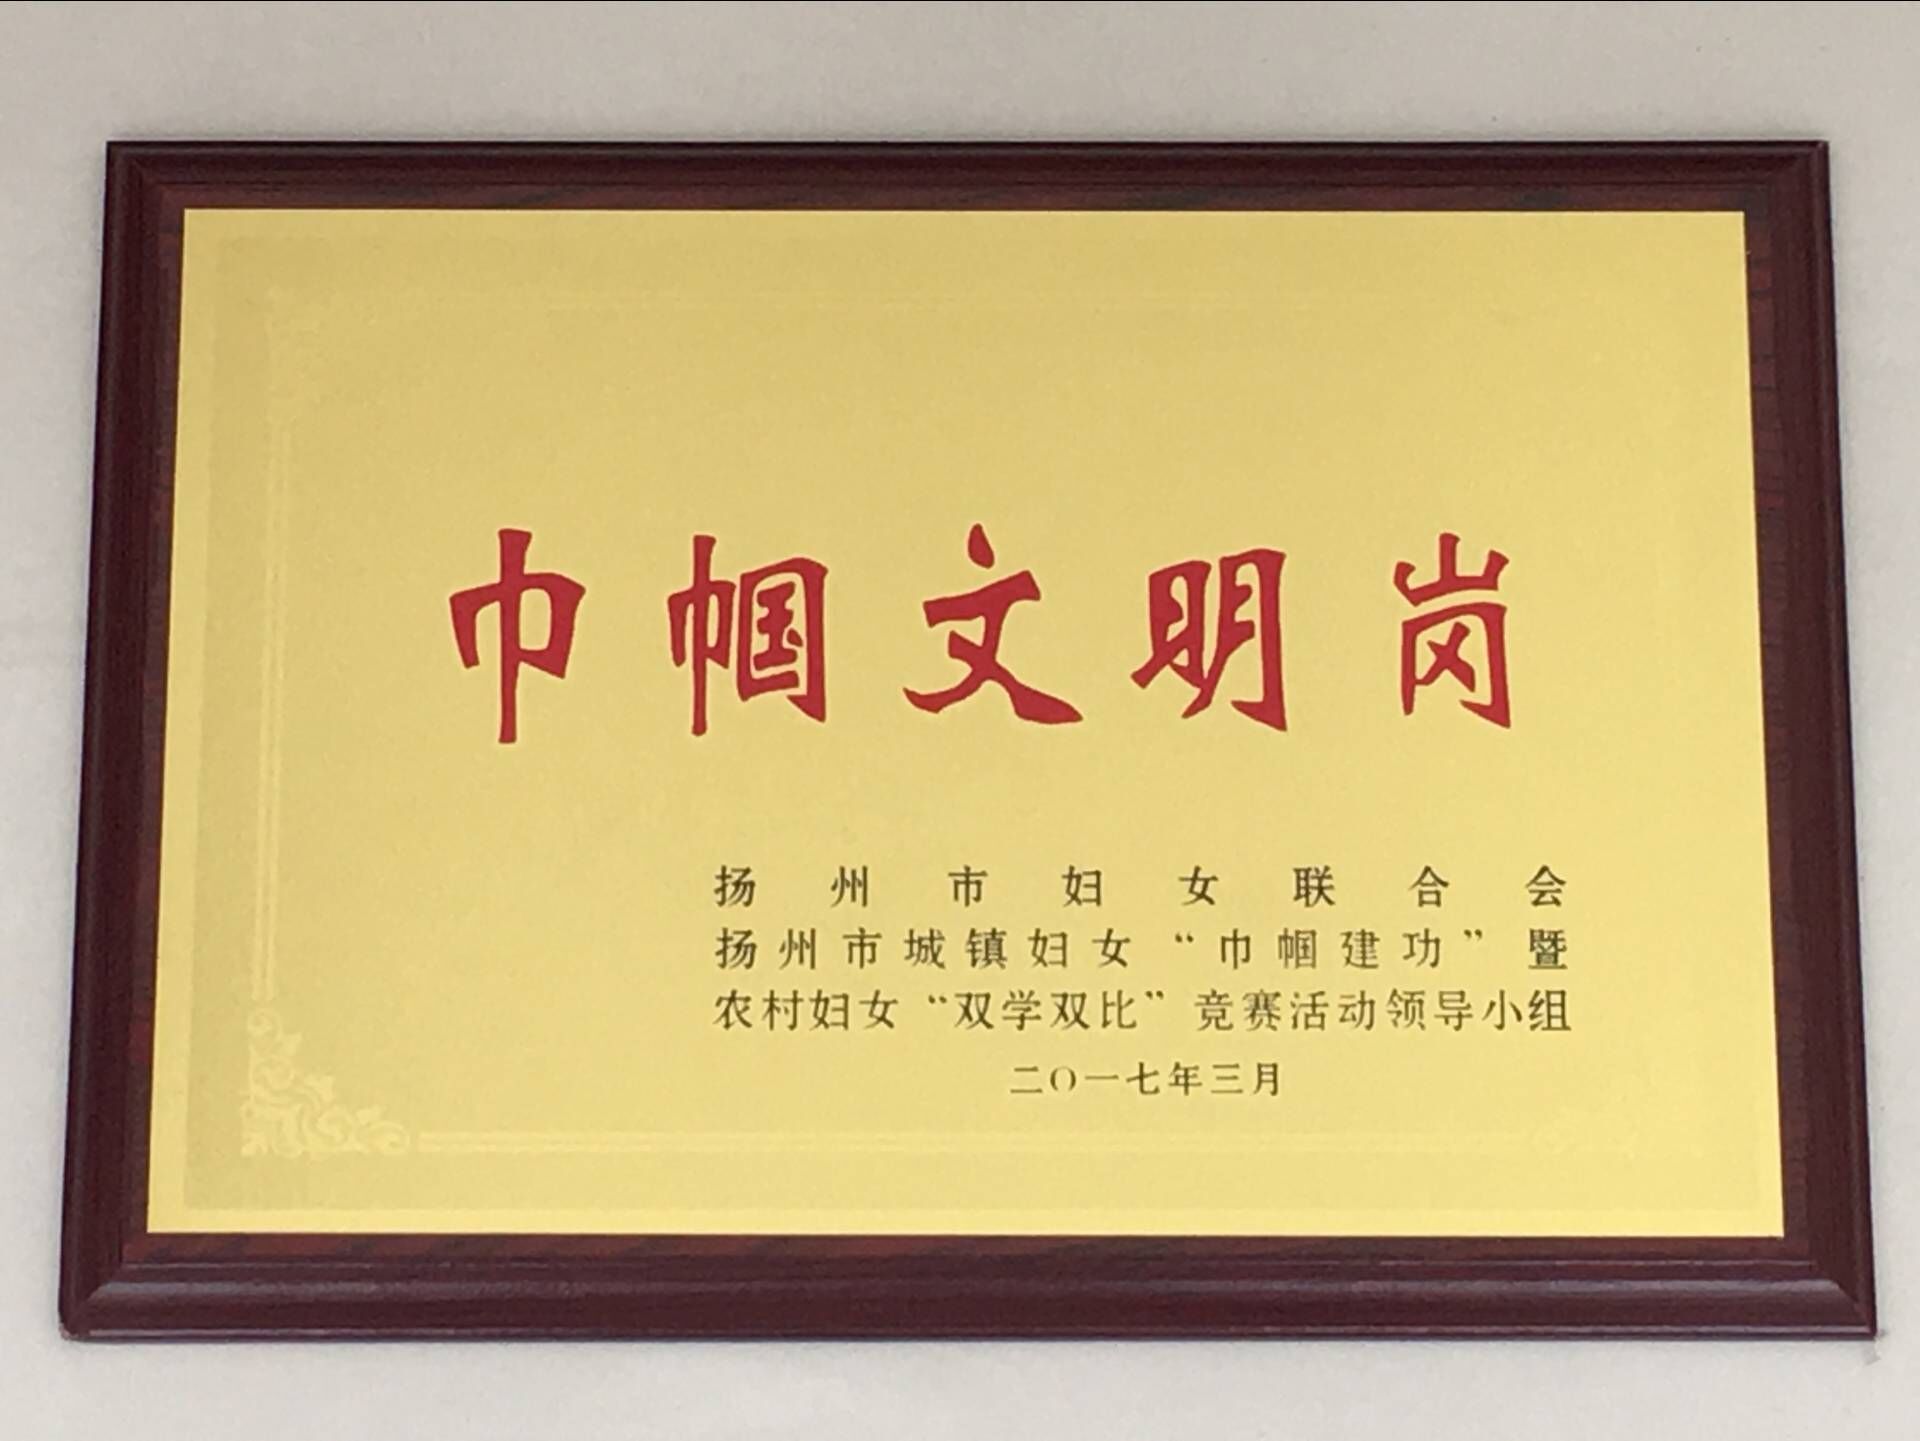 巾帼文明岗
扬州市妇女联合会
扬州市城镇妇女“巾帼建功”暨
农村妇女“双学双比”竞赛活动领导小组
二〇一七年三月